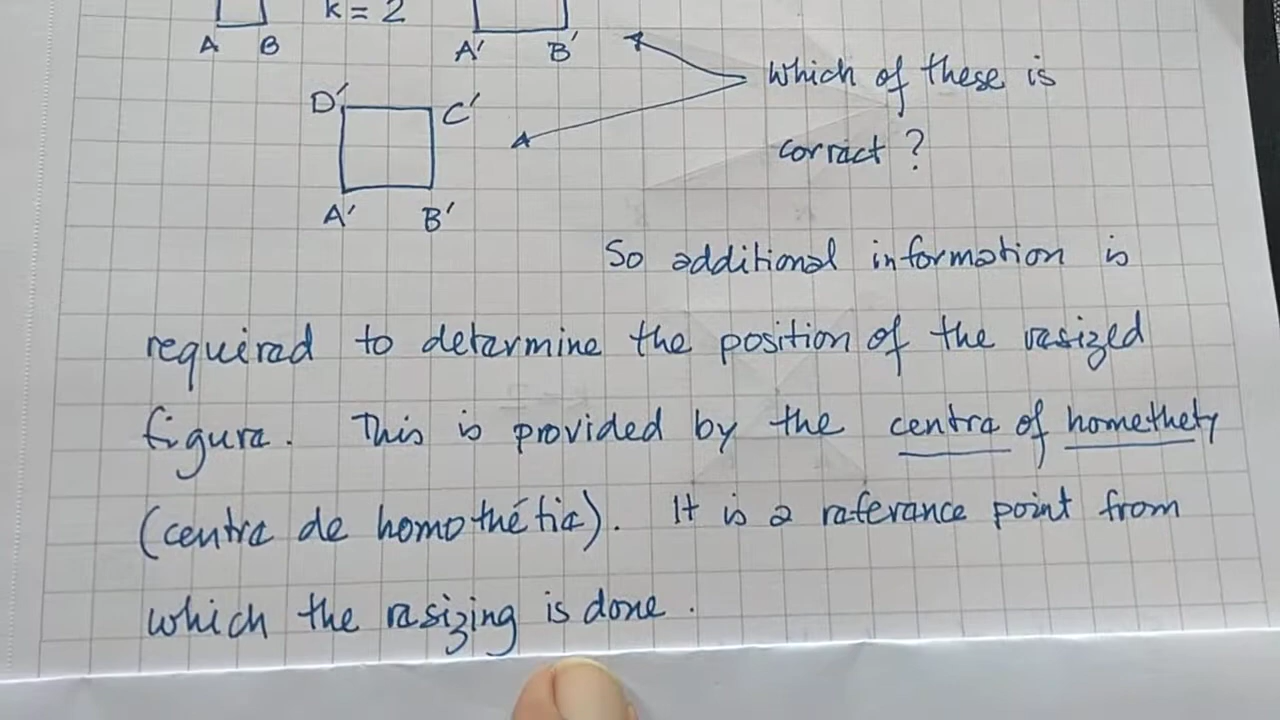 A B k = 2 A' B'
Which of these is
correct ?
D' C'
A' B'
So additional information is
required to determine the position of the resized
figure. This is provided by the centre of homothety
(centre de homothétie). It is a reference point from
which the resizing is done.